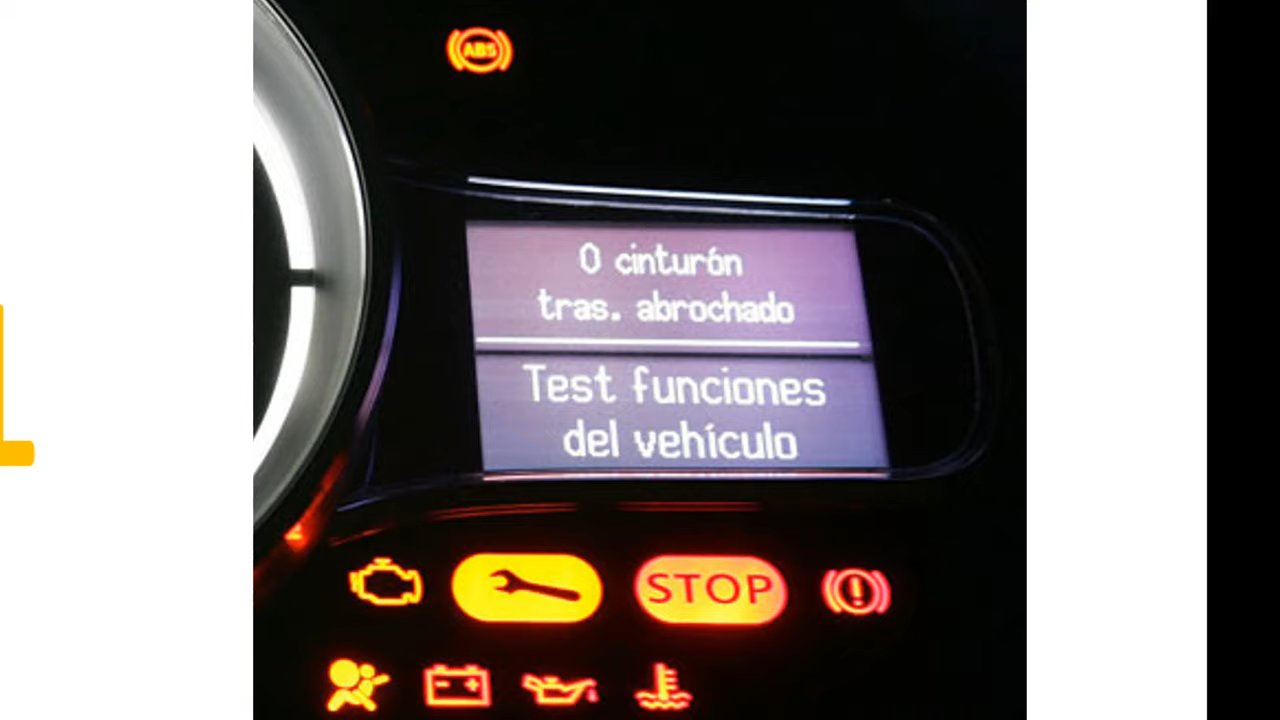 ABS
0 cinturón
tras. abrochado
Test funciones
del vehículo
STOP